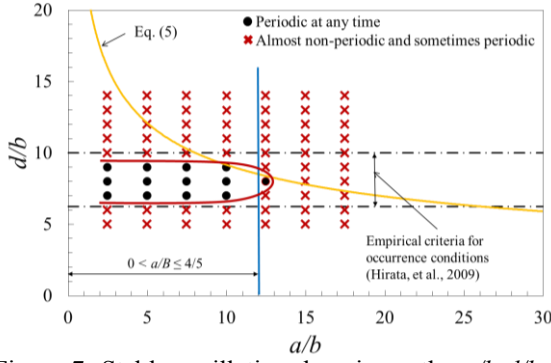 20
15
10
5
0
d/b
0
5
10
15
20
25
30
a/b
Eq. (5)
Periodic at any time
Almost non-periodic and sometimes periodic
0 < a/B ≤ 4/5
Empirical criteria for
occurrence conditions
(Hirata, et al., 2009)